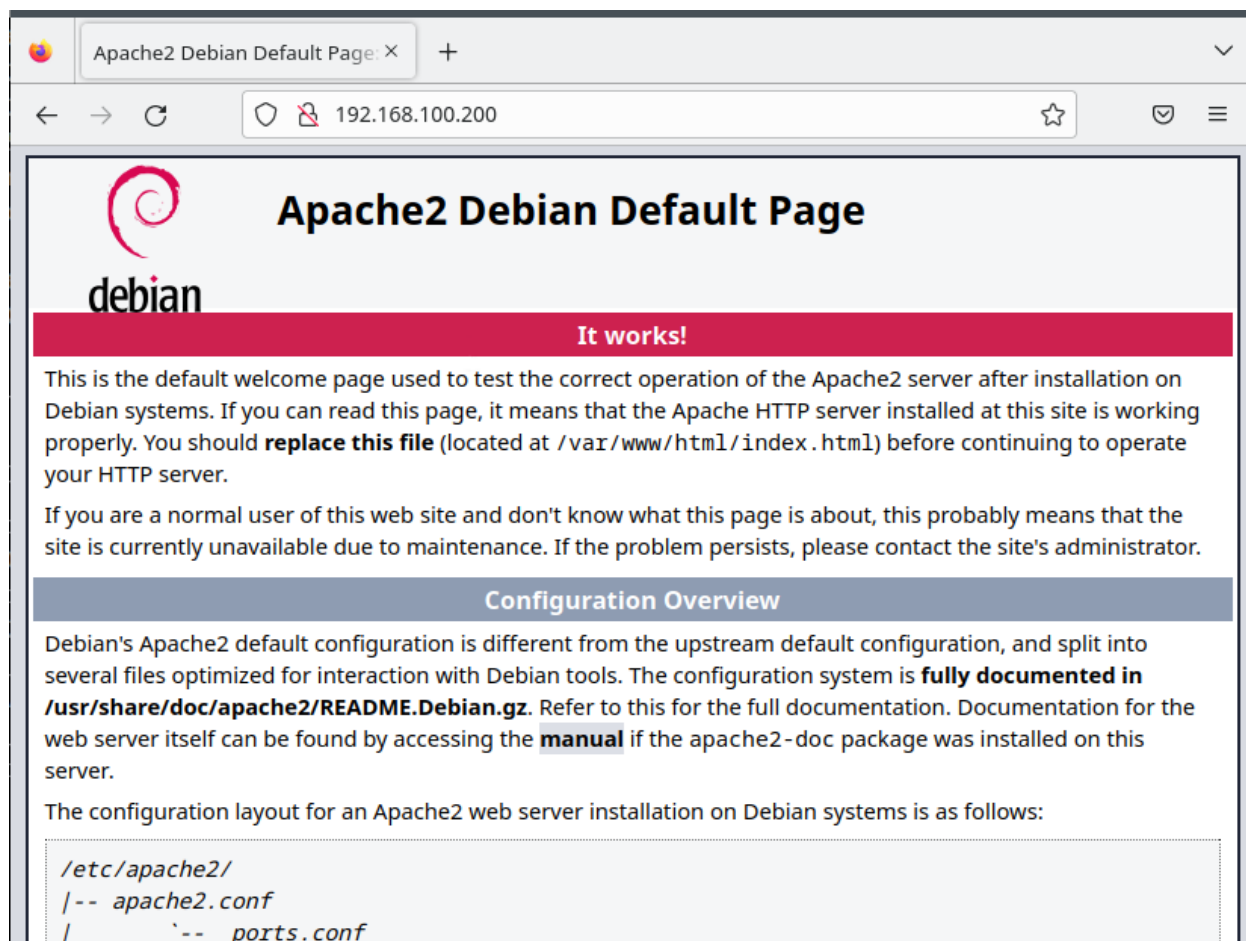 Apache2 Debian Default Page:
192.168.100.200
debian
Apache2 Debian Default Page
It works!
This is the default welcome page used to test the correct operation of the Apache2 server after installation on
Debian systems. If you can read this page, it means that the Apache HTTP server installed at this site is working
properly. You should replace this file (located at /var/www/html/index.html) before continuing to operate
your HTTP server.
If you are a normal user of this web site and don't know what this page is about, this probably means that the
site is currently unavailable due to maintenance. If the problem persists, please contact the site's administrator.
Configuration Overview
Debian's Apache2 default configuration is different from the upstream default configuration, and split into
several files optimized for interaction with Debian tools. The configuration system is fully documented in
/usr/share/doc/apache2/README.Debian.gz. Refer to this for the full documentation. Documentation for the
web server itself can be found by accessing the manual if the apache2-doc package was installed on this
server.
The configuration layout for an Apache2 web server installation on Debian systems is as follows:
/etc/apache2/
|-- apache2.conf
|       `--  ports.conf